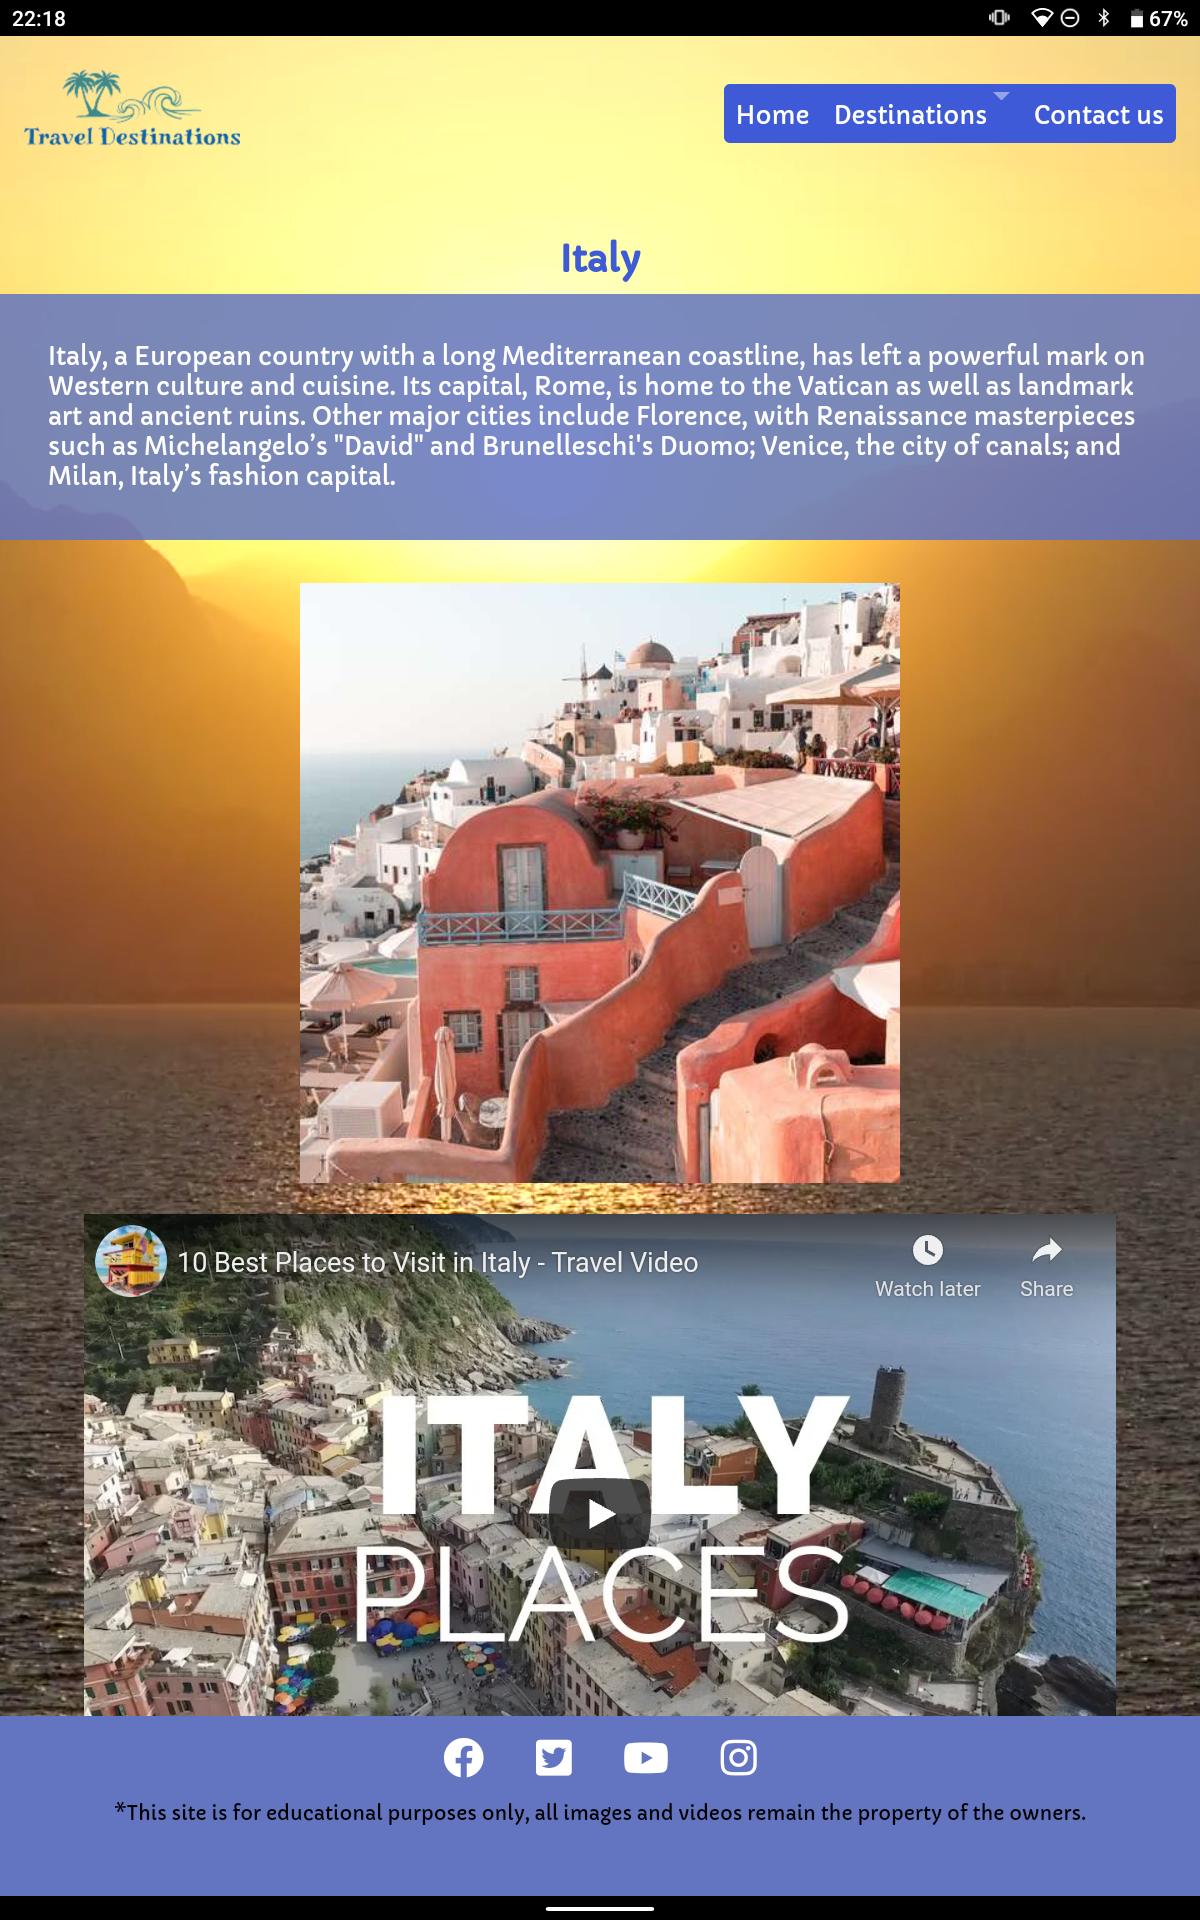 22:18
67%
Travel Destinations
Home Destinations Contact us
Italy
Italy, a European country with a long Mediterranean coastline, has left a powerful mark on
Western culture and cuisine. Its capital, Rome, is home to the Vatican as well as landmark
art and ancient ruins. Other major cities include Florence, with Renaissance masterpieces
such as Michelangelo’s "David" and Brunelleschi's Duomo; Venice, the city of canals; and
Milan, Italy’s fashion capital.
10 Best Places to Visit in Italy - Travel Video
Watch later
Share
ITALY
PLACES
*This site is for educational purposes only, all images and videos remain the property of the owners.